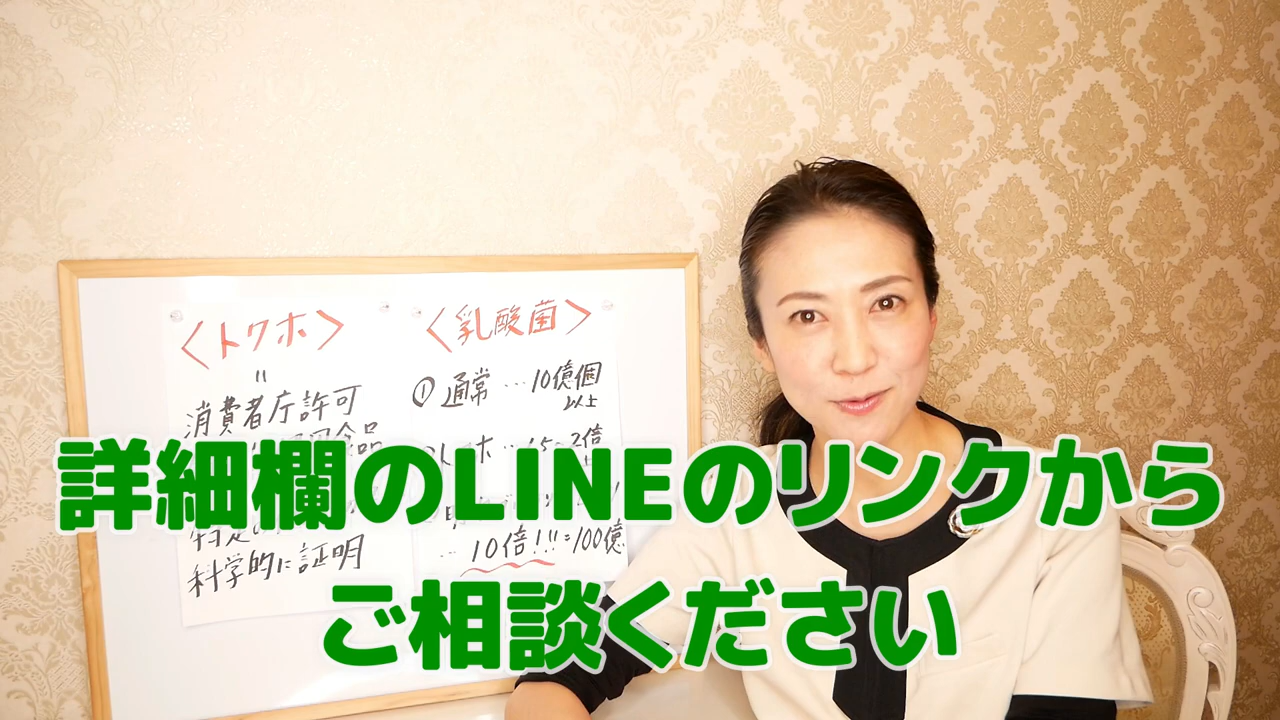 〈トクホ〉
=
消費者庁許可
科学的に証明
〈乳酸菌〉
① 通常…10億個
以上
…10倍!!!=100億
詳細欄のLINEのリンクから
ご相談ください